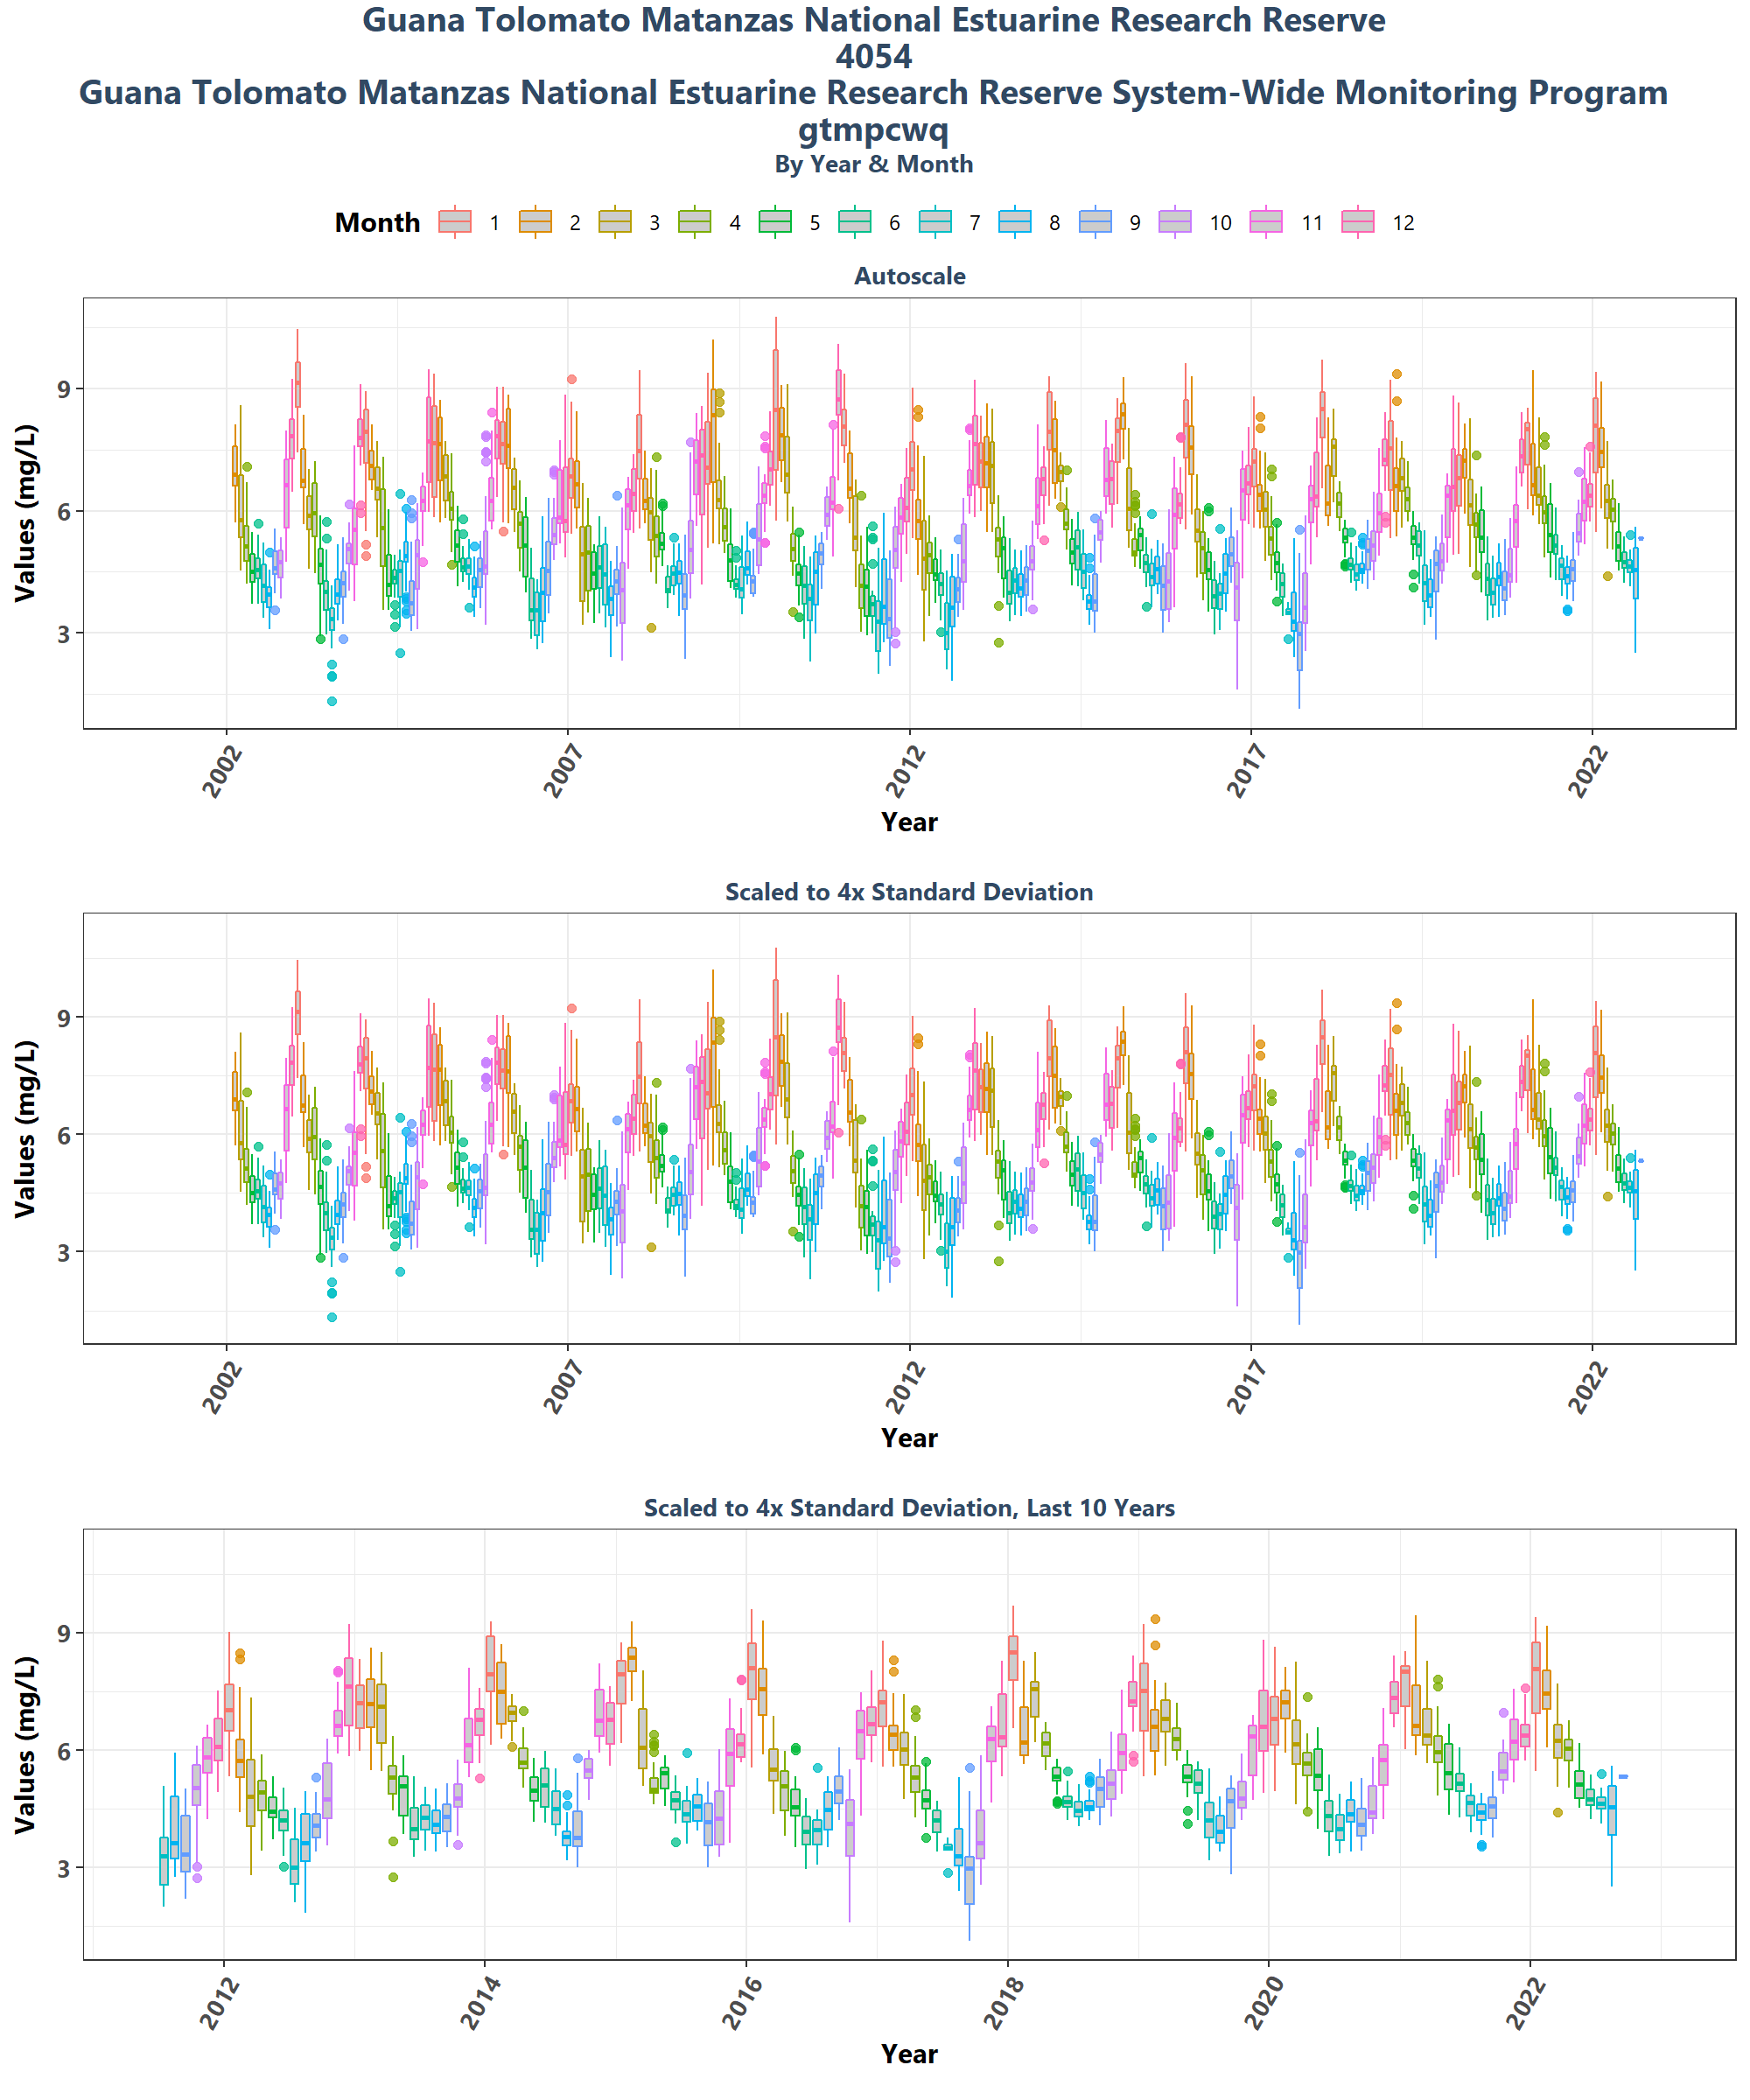 Guana Tolomato Matanzas National Estuarine Research Reserve
4054
Guana Tolomato Matanzas National Estuarine Research Reserve System-Wide Monitoring Program
gtmpcwq
By Year & Month
Month 1 2 3 4 5 6 7 8 9 10 11 12
Autoscale
Values (mg/L)
9
6
3
2002 2007 2012 2017 2022
Year
Scaled to 4x Standard Deviation
Values (mg/L)
9
6
3
2002 2007 2012 2017 2022
Year
Scaled to 4x Standard Deviation, Last 10 Years
Values (mg/L)
9
6
3
2012 2014 2016 2018 2020 2022
Year